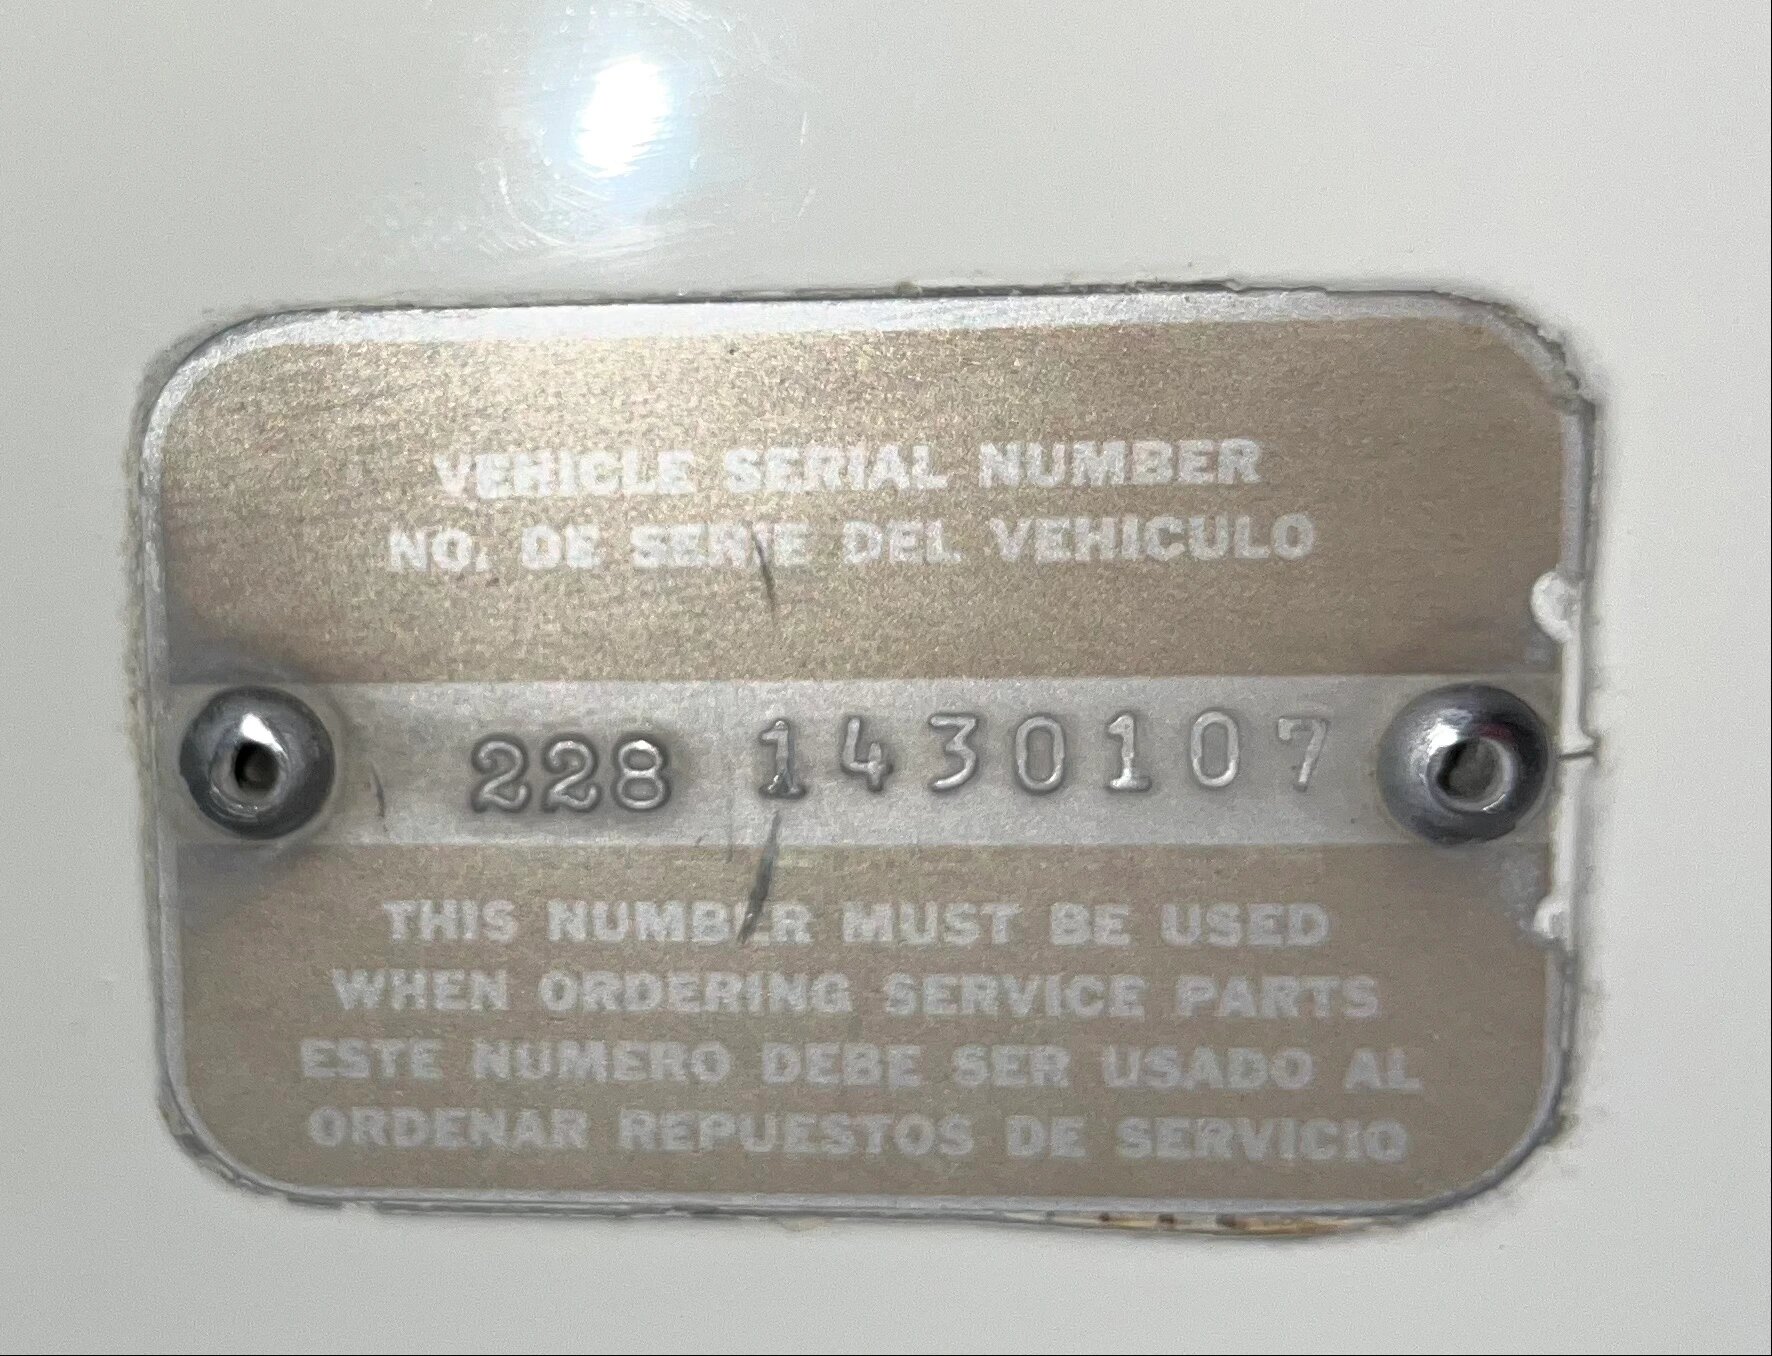 VEHICLE SERIAL NUMBER
NO. DE SERIE DEL VEHICULO
228 1430107
THIS NUMBER MUST BE USED
WHEN ORDERING SERVICE PARTS
ESTE NUMERO DEBE SER USADO AL
ORDENAR REPUESTOS DE SERVICIO